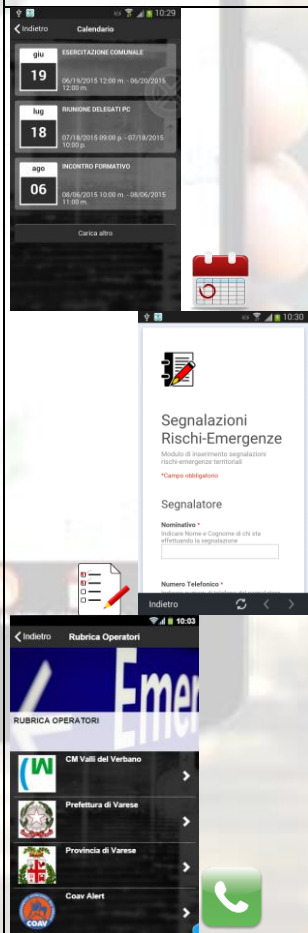 10:29
Indietro
Calendario
giu
19
ESERCITAZIONE COMUNALE
06/19/2015 12:00 m. - 06/20/2015
12:00 m.
lug
18
RIUNIONE DELEGATI PC
07/18/2015 09:00 p. - 07/18/2015
10:00 p.
ago
06
INCONTRO FORMATIVO
08/06/2015 10:00 m. - 08/06/2015
11:00 m.
Carica altro
10:30
Segnalazioni
Rischi-Emergenze
Modulo di inserimento segnalazioni
rischi-emergenze territoriali
*Campo obbligatorio
Segnalatore
Nominativo *
Indicare Nome e Cognome di chi sta
effettuando la segnalazione
Numero Telefonico *
Indietro
10:03
Indietro
Rubrica Operatori
Emer
RUBRICA OPERATORI
CM Valli del Verbano
Prefettura di Varese
Provincia di Varese
Coav Alert
COAV